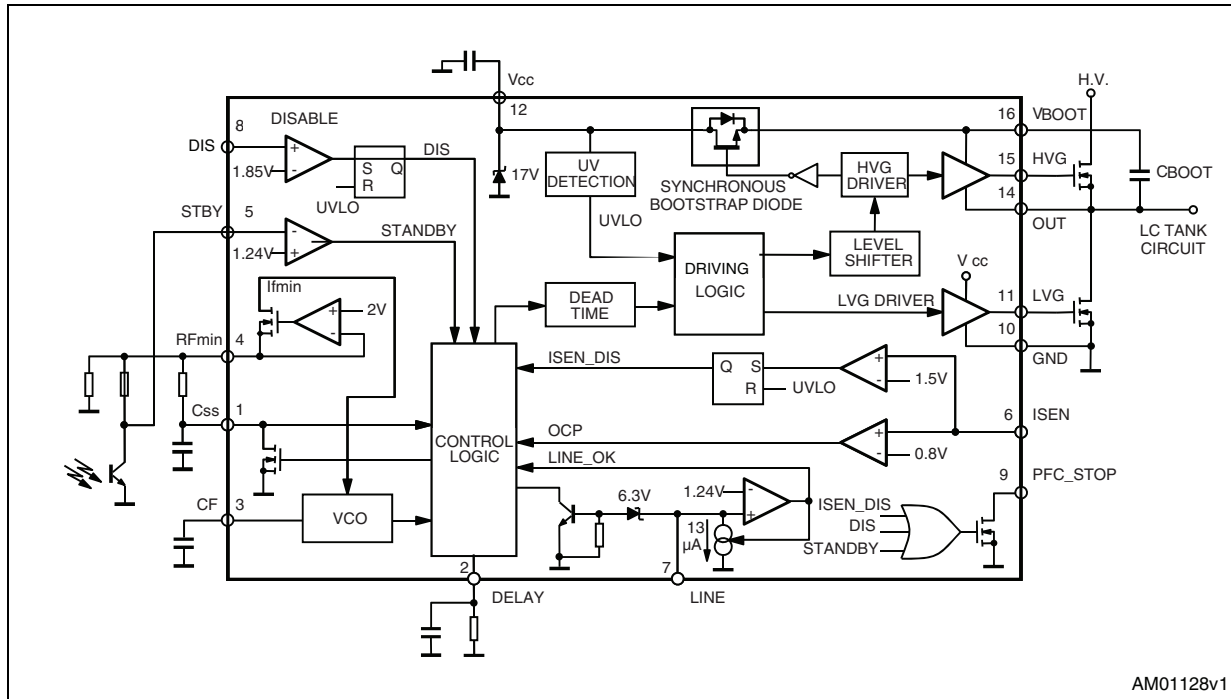 Vcc
12
H.V.
8
DISABLE
DIS
+
-
1.85V
S
Q
R
DIS
UVLO
17V
UV
DETECTION
UVLO
SYNCHRONOUS
BOOTSTRAP DIODE
HVG
DRIVER
16
VBOOT
15
HVG
CBOOT
14
OUT
LC TANK
CIRCUIT
STBY
5
-
+
1.24V
STANDBY
LEVEL
SHIFTER
DRIVING
LOGIC
Vcc
Ifmin
+
-
2V
DEAD
TIME
LVG DRIVER
11
LVG
10
GND
RFmin
4
ISEN_DIS
Q
S
R
UVLO
+
-
1.5V
Css
1
CONTROL
LOGIC
OCP
+
-
0.8V
6
ISEN
LINE_OK
9
PFC_STOP
CF
3
VCO
6.3V
1.24V
-
+
13
µA
ISEN_DIS
DIS
STANDBY
2
DELAY
7
LINE
AM01128v1